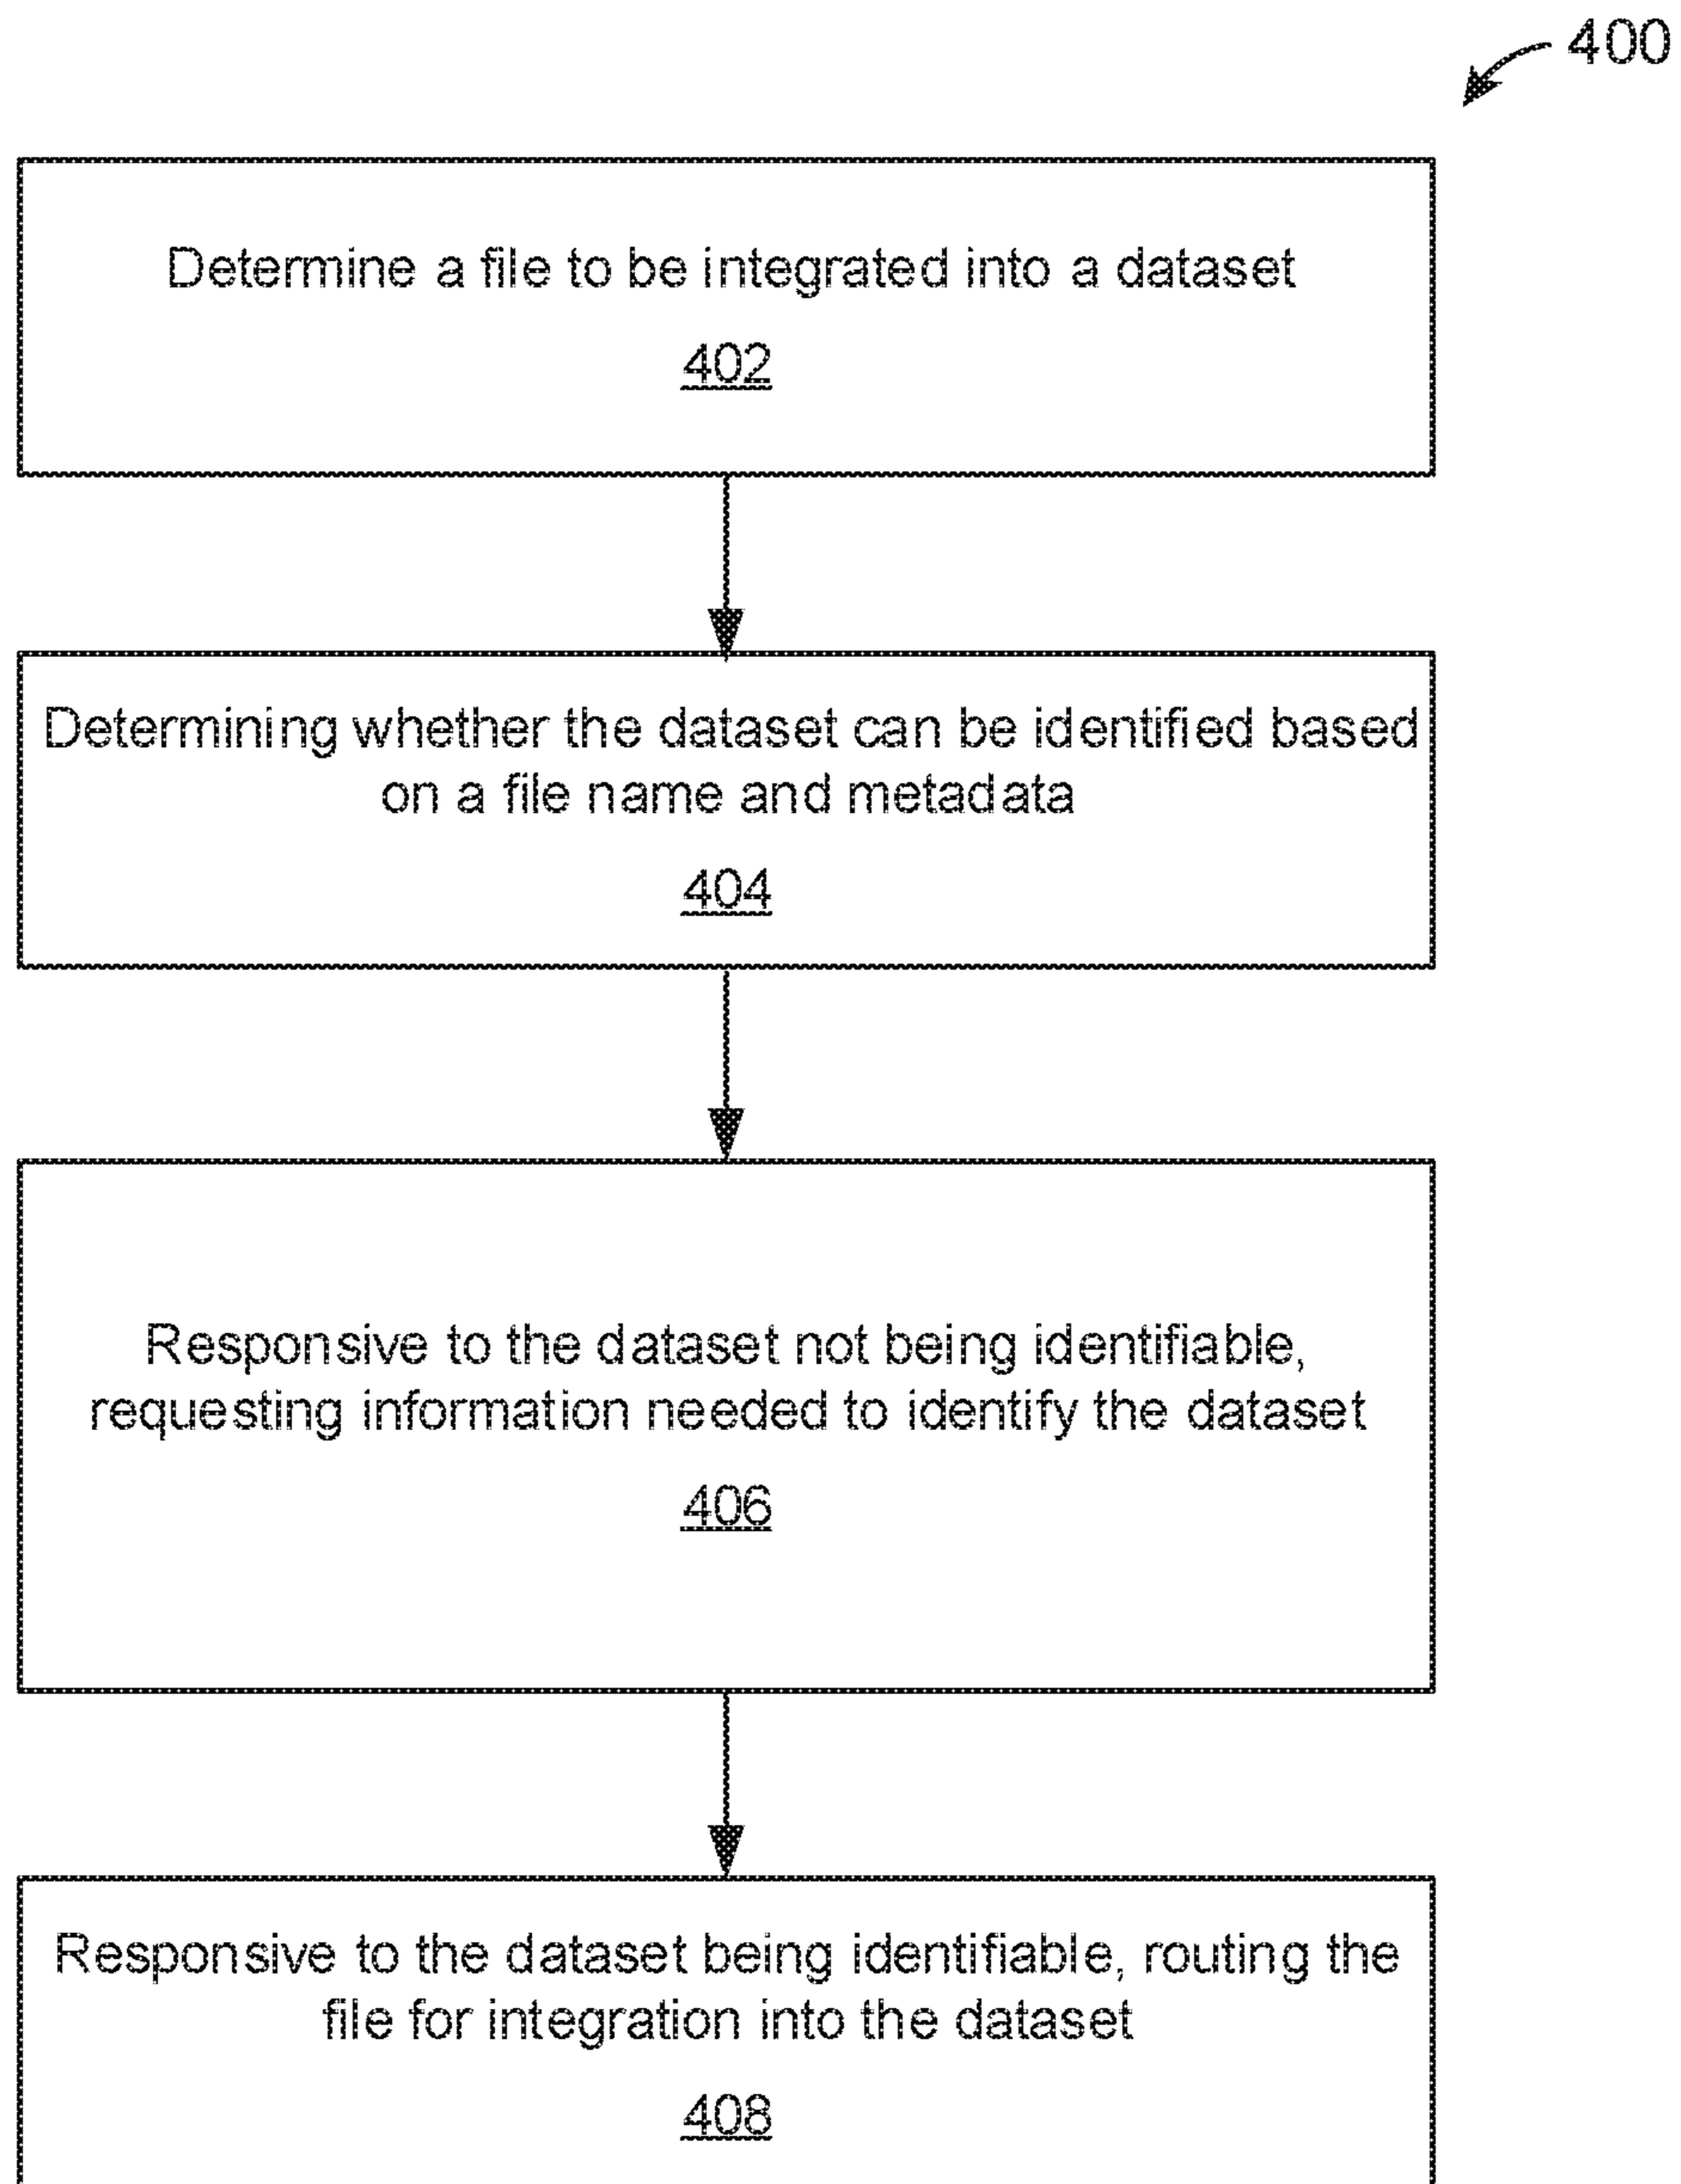 400
Determine a file to be integrated into a dataset
402
Determining whether the dataset can be identified based
on a file name and metadata
404
Responsive to the dataset not being identifiable,
requesting information needed to identify the dataset
406
Responsive to the dataset being identifiable, routing the
file for integration into the dataset
408